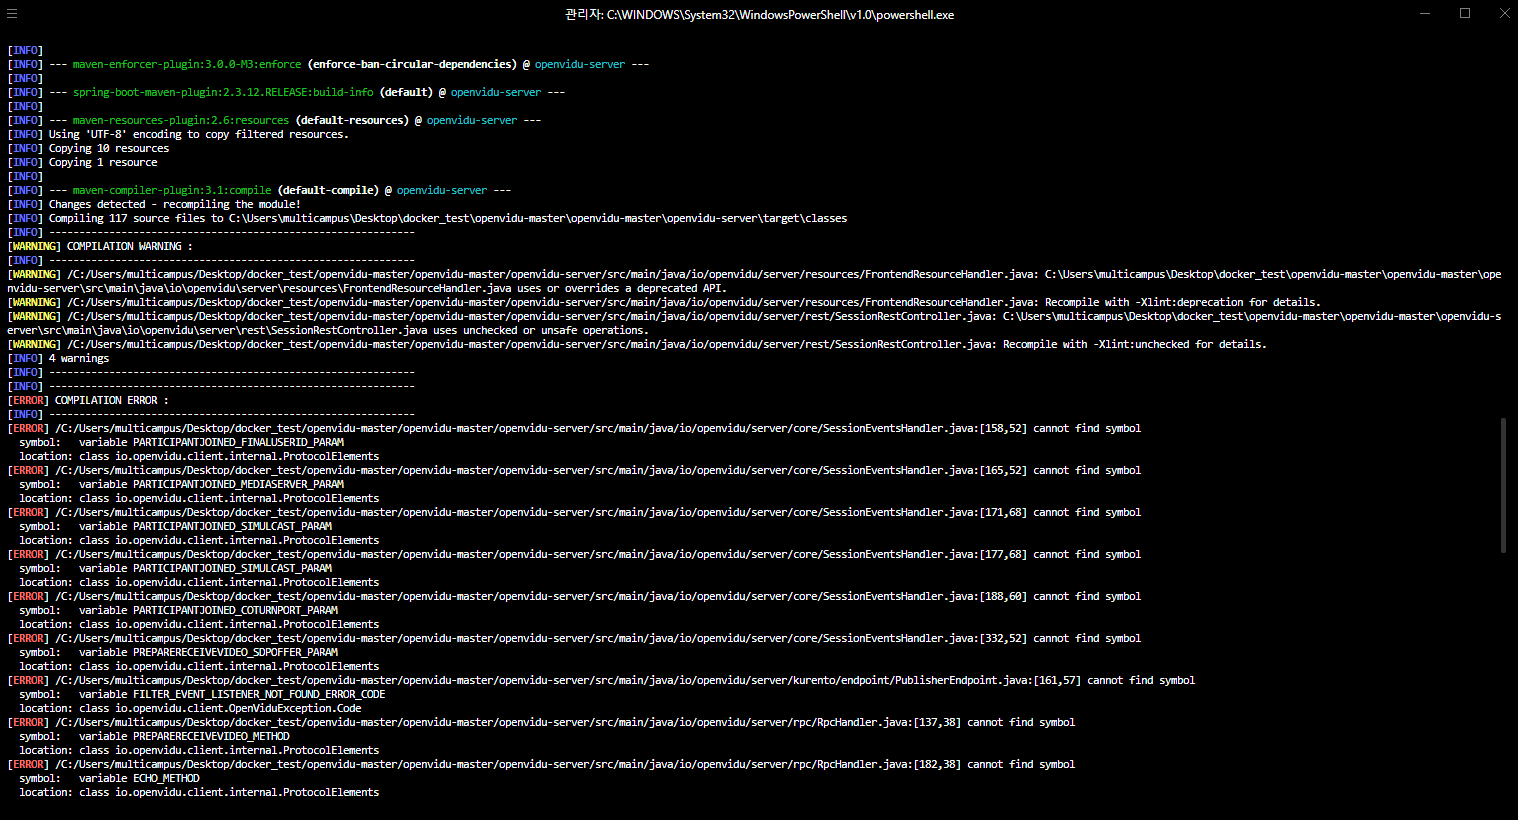 관리자: C:\WINDOWS\System32\WindowsPowerShell\v1.0\powershell.exe
[INFO]
[INFO] --- maven-enforcer-plugin:3.0.0-M3:enforce (enforce-ban-circular-dependencies) @ openvidu-server ---
[INFO]
[INFO] --- spring-boot-maven-plugin:2.3.12.RELEASE:build-info (default) @ openvidu-server ---
[INFO]
[INFO] --- maven-resources-plugin:2.6:resources (default-resources) @ openvidu-server ---
[INFO] Using 'UTF-8' encoding to copy filtered resources.
[INFO] Copying 10 resources
[INFO] Copying 1 resource
[INFO]
[INFO] --- maven-compiler-plugin:3.1:compile (default-compile) @ openvidu-server ---
[INFO] Changes detected - recompiling the module!
[INFO] Compiling 117 source files to C:\Users\multicampus\Desktop\docker_test\openvidu-master\openvidu-master\openvidu-server\target\classes
[INFO] -------------------------------------------------------------
[WARNING] COMPILATION WARNING :
[INFO] -------------------------------------------------------------
[WARNING] /C:/Users/multicampus/Desktop/docker_test/openvidu-master/openvidu-master/openvidu-server/src/main/java/io/openvidu/server/resources/FrontendResourceHandler.java: C:\Users\multicampus\Desktop\docker_test\openvidu-master\openvidu-master\ope
nvidu-server\src\main\java\io\openvidu\server\resources\FrontendResourceHandler.java uses or overrides a deprecated API.
[WARNING] /C:/Users/multicampus/Desktop/docker_test/openvidu-master/openvidu-master/openvidu-server/src/main/java/io/openvidu/server/resources/FrontendResourceHandler.java: Recompile with -Xlint:deprecation for details.
[WARNING] /C:/Users/multicampus/Desktop/docker_test/openvidu-master/openvidu-master/openvidu-server/src/main/java/io/openvidu/server/rest/SessionRestController.java: C:\Users\multicampus\Desktop\docker_test\openvidu-master\openvidu-master\openvidu-s
erver\src\main\java\io\openvidu\server\rest\SessionRestController.java uses unchecked or unsafe operations.
[WARNING] /C:/Users/multicampus/Desktop/docker_test/openvidu-master/openvidu-master/openvidu-server/src/main/java/io/openvidu/server/rest/SessionRestController.java: Recompile with -Xlint:unchecked for details.
[INFO] 4 warnings
[INFO] -------------------------------------------------------------
[INFO] -------------------------------------------------------------
[ERROR] COMPILATION ERROR :
[INFO] -------------------------------------------------------------
[ERROR] /C:/Users/multicampus/Desktop/docker_test/openvidu-master/openvidu-master/openvidu-server/src/main/java/io/openvidu/server/core/SessionEventsHandler.java:[158,52] cannot find symbol
symbol:   variable PARTICIPANTJOINED_FINALUSERID_PARAM
location: class io.openvidu.client.internal.ProtocolElements
[ERROR] /C:/Users/multicampus/Desktop/docker_test/openvidu-master/openvidu-master/openvidu-server/src/main/java/io/openvidu/server/core/SessionEventsHandler.java:[165,52] cannot find symbol
symbol:   variable PARTICIPANTJOINED_MEDIASERVER_PARAM
location: class io.openvidu.client.internal.ProtocolElements
[ERROR] /C:/Users/multicampus/Desktop/docker_test/openvidu-master/openvidu-master/openvidu-server/src/main/java/io/openvidu/server/core/SessionEventsHandler.java:[171,68] cannot find symbol
symbol:   variable PARTICIPANTJOINED_SIMULCAST_PARAM
location: class io.openvidu.client.internal.ProtocolElements
[ERROR] /C:/Users/multicampus/Desktop/docker_test/openvidu-master/openvidu-master/openvidu-server/src/main/java/io/openvidu/server/core/SessionEventsHandler.java:[177,68] cannot find symbol
symbol:   variable PARTICIPANTJOINED_SIMULCAST_PARAM
location: class io.openvidu.client.internal.ProtocolElements
[ERROR] /C:/Users/multicampus/Desktop/docker_test/openvidu-master/openvidu-master/openvidu-server/src/main/java/io/openvidu/server/core/SessionEventsHandler.java:[188,60] cannot find symbol
symbol:   variable PARTICIPANTJOINED_COTURNPORT_PARAM
location: class io.openvidu.client.internal.ProtocolElements
[ERROR] /C:/Users/multicampus/Desktop/docker_test/openvidu-master/openvidu-master/openvidu-server/src/main/java/io/openvidu/server/core/SessionEventsHandler.java:[332,52] cannot find symbol
symbol:   variable PREPARERECEIVEVIDEO_SDPOFFER_PARAM
location: class io.openvidu.client.internal.ProtocolElements
[ERROR] /C:/Users/multicampus/Desktop/docker_test/openvidu-master/openvidu-master/openvidu-server/src/main/java/io/openvidu/server/kurento/endpoint/PublisherEndpoint.java:[161,57] cannot find symbol
symbol:   variable FILTER_EVENT_LISTENER_NOT_FOUND_ERROR_CODE
location: class io.openvidu.client.OpenViduException.Code
[ERROR] /C:/Users/multicampus/Desktop/docker_test/openvidu-master/openvidu-master/openvidu-server/src/main/java/io/openvidu/server/rpc/RpcHandler.java:[137,38] cannot find symbol
symbol:   variable PREPARERECEIVEVIDEO_METHOD
location: class io.openvidu.client.internal.ProtocolElements
[ERROR] /C:/Users/multicampus/Desktop/docker_test/openvidu-master/openvidu-master/openvidu-server/src/main/java/io/openvidu/server/rpc/RpcHandler.java:[182,38] cannot find symbol
symbol:   variable ECHO_METHOD
location: class io.openvidu.client.internal.ProtocolElements